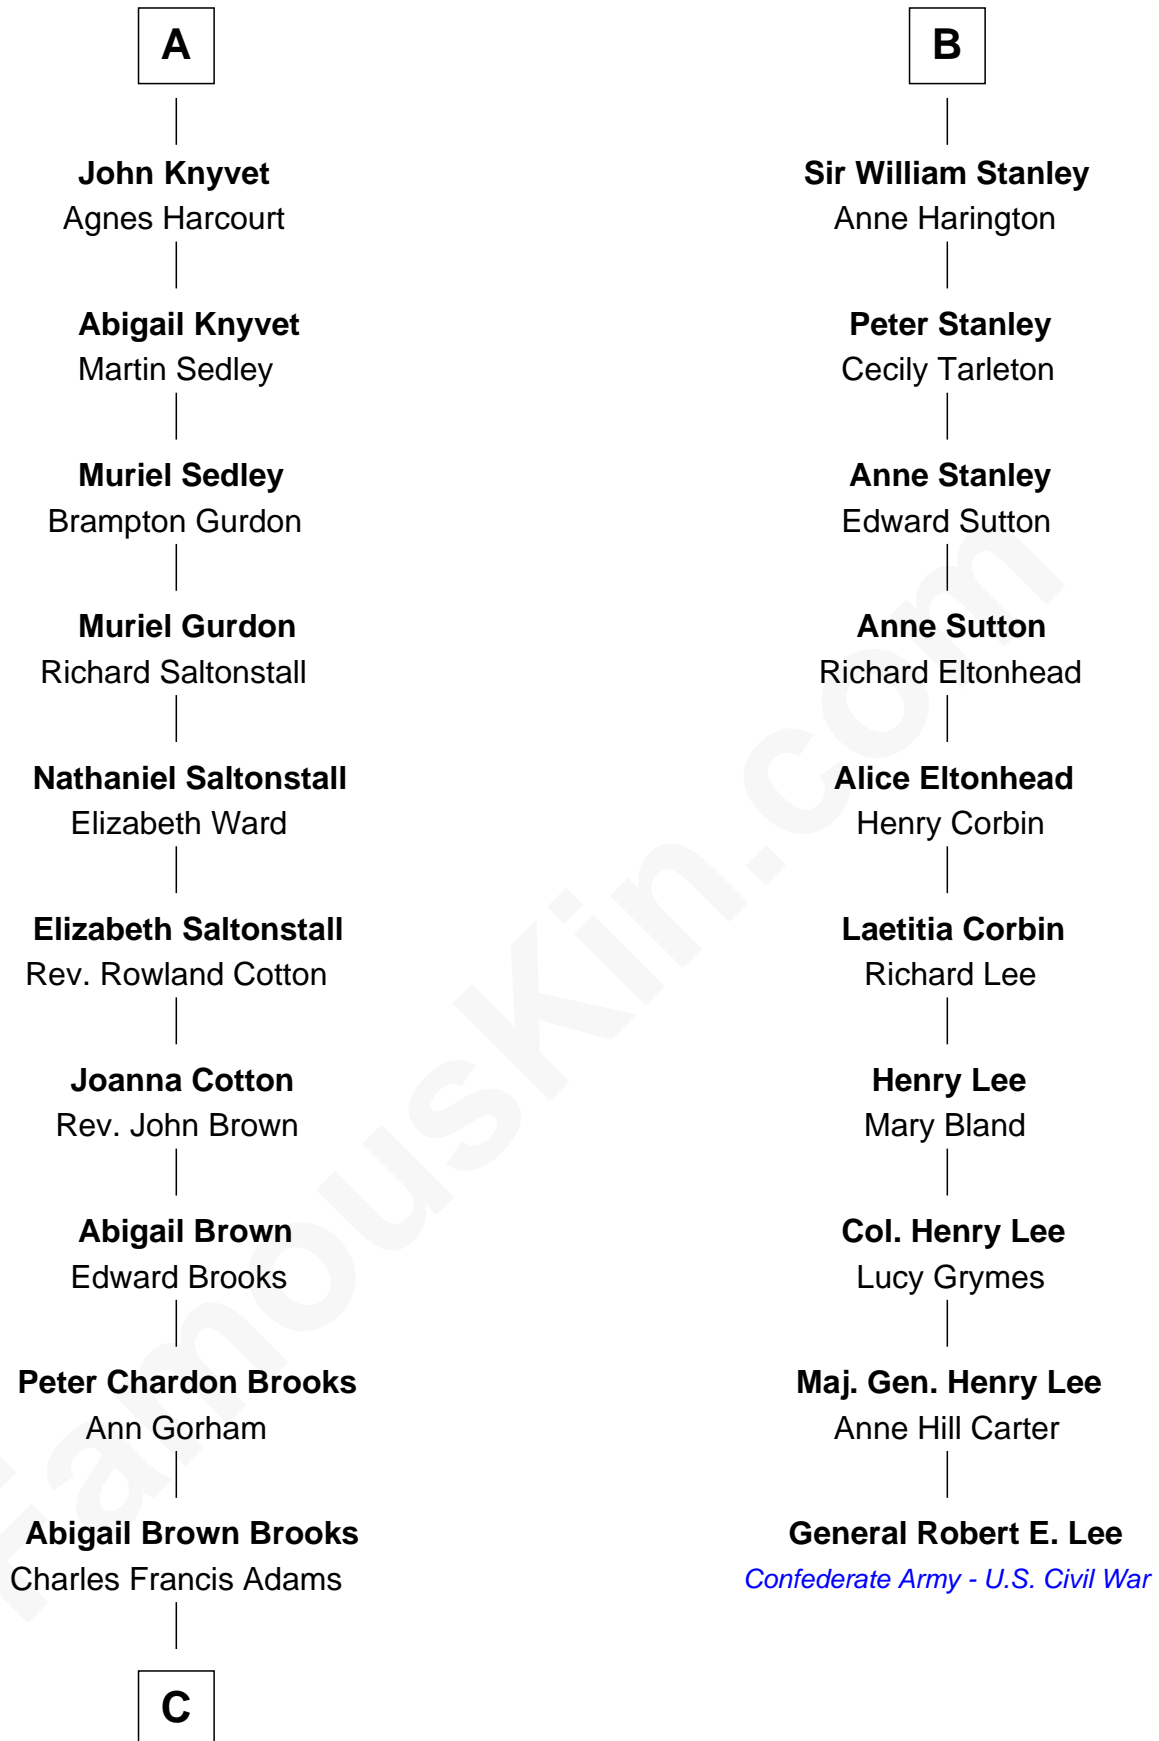 A
John Knyvet
Agnes Harcourt
Abigail Knyvet
Martin Sedley
Muriel Sedley
Brampton Gurdon
Muriel Gurdon
Richard Saltonstall
Nathaniel Saltonstall
Elizabeth Ward
Elizabeth Saltonstall
Rev. Rowland Cotton
Joanna Cotton
Rev. John Brown
Abigail Brown
Edward Brooks
Peter Chardon Brooks
Ann Gorham
Abigail Brown Brooks
Charles Francis Adams
C
B
Sir William Stanley
Anne Harington
Peter Stanley
Cecily Tarleton
Anne Stanley
Edward Sutton
Anne Sutton
Richard Eltonhead
Alice Eltonhead
Henry Corbin
Laetitia Corbin
Richard Lee
Henry Lee
Mary Bland
Col. Henry Lee
Lucy Grymes
Maj. Gen. Henry Lee
Anne Hill Carter
General Robert E. Lee
Confederate Army - U.S. Civil War
FamousKin.com